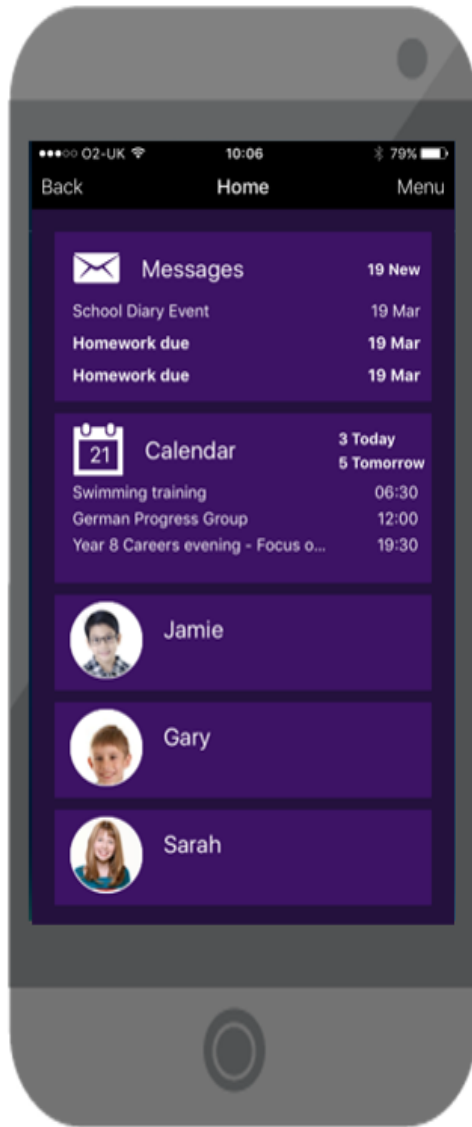 O2-UK 10:06 79%
Back Home Menu
Messages 19 New
School Diary Event 19 Mar
Homework due 19 Mar
Homework due 19 Mar
3 Today
21 Calendar
5 Tomorrow
Swimming training 06:30
German Progress Group 12:00
Year 8 Careers evening - Focus o... 19:30
Jamie
Gary
Sarah